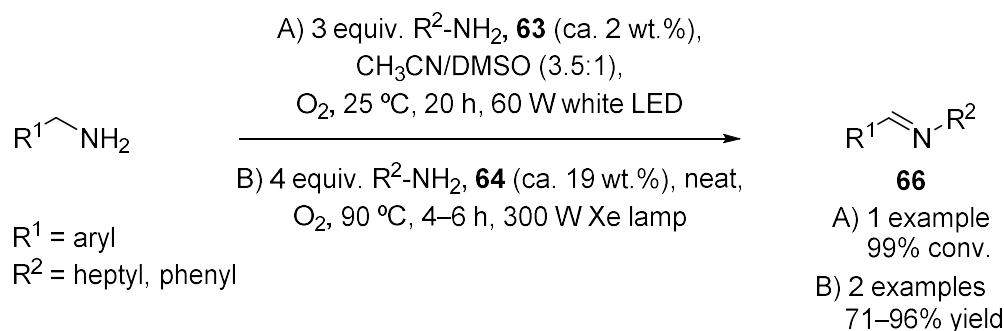 A) 3 equiv. R²-NH₂, 63 (ca. 2 wt.%),
CH₃CN/DMSO (3.5:1),
O₂, 25 ºC, 20 h, 60 W white LED
R¹ NH₂
R¹ N R²
B) 4 equiv. R²-NH₂, 64 (ca. 19 wt.%), neat,
O₂, 90 ºC, 4–6 h, 300 W Xe lamp
66
R¹ = aryl
R² = heptyl, phenyl
A) 1 example
99% conv.
B) 2 examples
71–96% yield